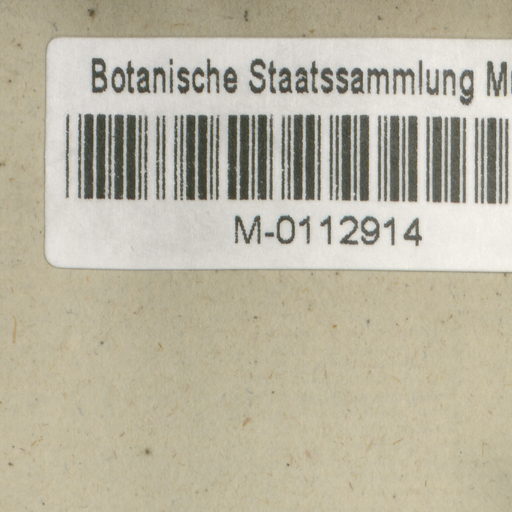 Botanische Staatssammlung M
M-0112914